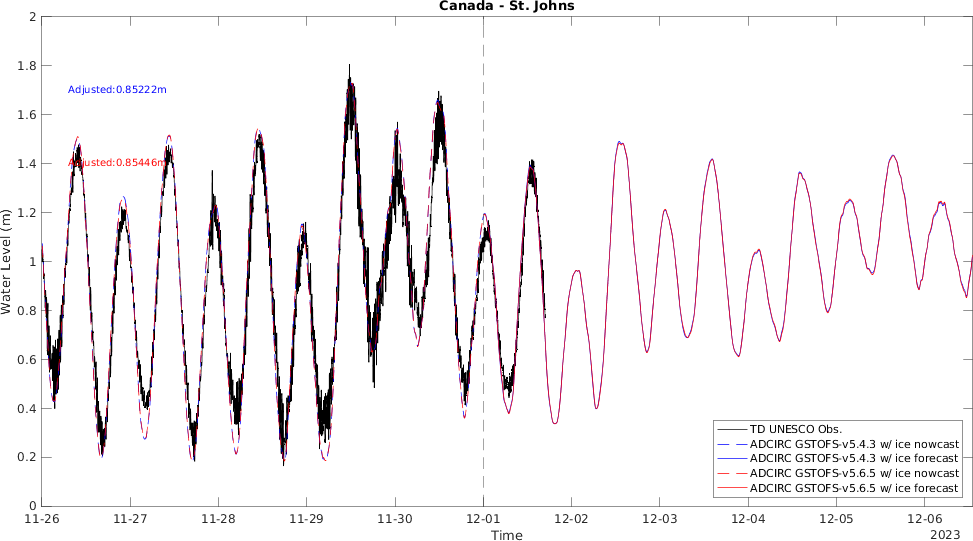 Canada - St. Johns
2
1.8
1.6
1.4
1.2
1
0.8
0.6
0.4
0.2
0
Water Level (m)
Adjusted:0.85222m
Adjusted:0.85446m
TD UNESCO Obs.
ADCIRC GSTOFS-v5.4.3 w/ ice nowcast
ADCIRC GSTOFS-v5.4.3 w/ ice forecast
ADCIRC GSTOFS-v5.6.5 w/ ice nowcast
ADCIRC GSTOFS-v5.6.5 w/ ice forecast
11-26 11-27 11-28 11-29 11-30 12-01 12-02 12-03 12-04 12-05 12-06
Time
2023